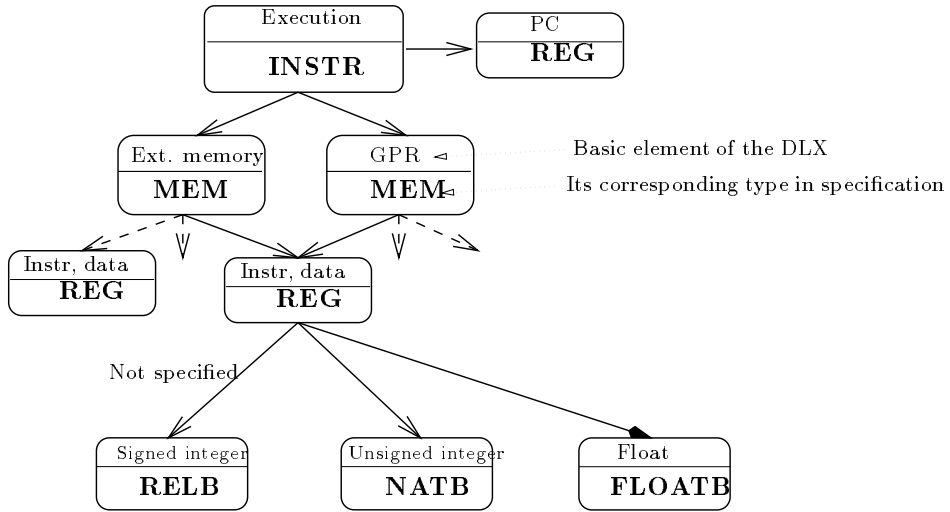 Execution
INSTR
PC
REG
Ext. memory
MEM
GPR
MEM
Basic element of the DLX
Its corresponding type in specification
Instr, data
REG
Instr, data
REG
Not specified
Signed integer
RELB
Unsigned integer
NATB
Float
FLOATB